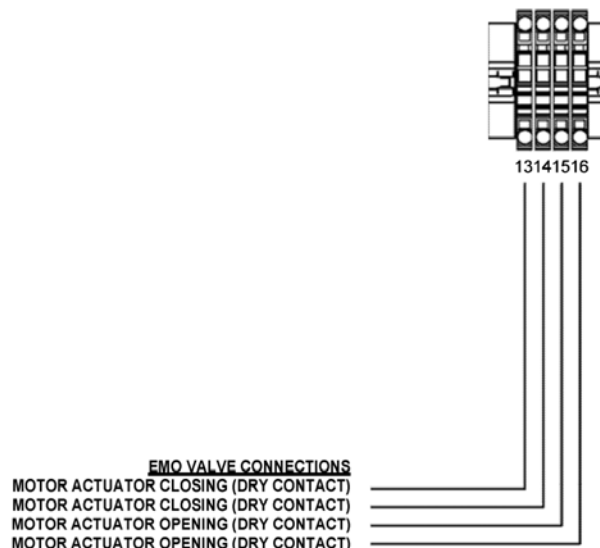 13141516
EMO VALVE CONNECTIONS
MOTOR ACTUATOR CLOSING (DRY CONTACT)
MOTOR ACTUATOR CLOSING (DRY CONTACT)
MOTOR ACTUATOR OPENING (DRY CONTACT)
MOTOR ACTUATOR OPENING (DRY CONTACT)